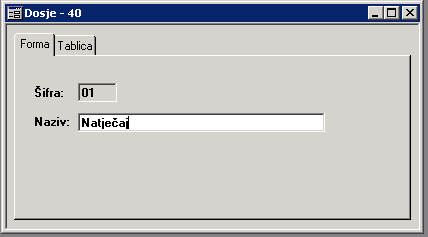 Dosje - 40
Forma Tablica
Šifra: 01
Naziv: Natječaj